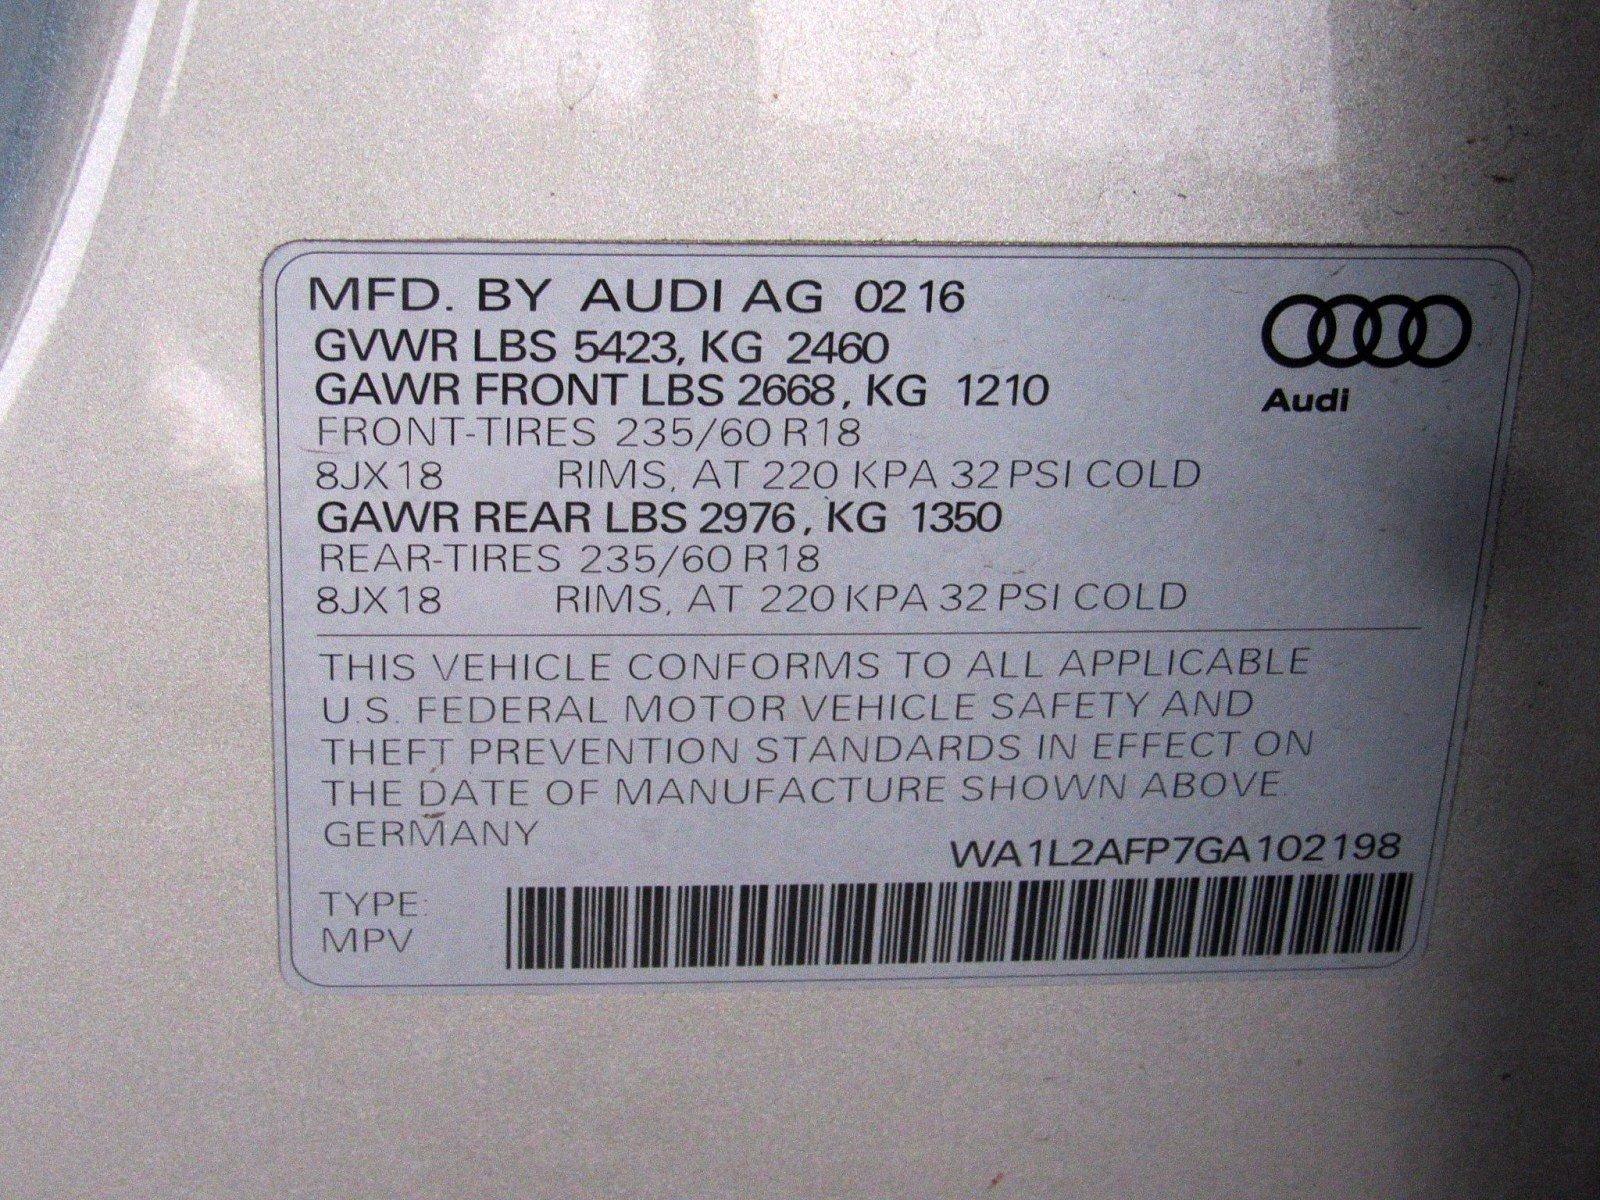 MFD. BY AUDI AG 02 16
GVWR LBS 5423, KG 2460
GAWR FRONT LBS 2668, KG 1210
Audi
FRONT-TIRES 235/60 R18
8JX18 RIMS, AT 220 KPA 32 PSI COLD
GAWR REAR LBS 2976, KG 1350
REAR-TIRES 235/60 R18
8JX18 RIMS, AT 220 KPA 32 PSI COLD
THIS VEHICLE CONFORMS TO ALL APPLICABLE
U.S. FEDERAL MOTOR VEHICLE SAFETY AND
THEFT PREVENTION STANDARDS IN EFFECT ON
THE DATE OF MANUFACTURE SHOWN ABOVE.
GERMANY
WA1L2AFP7GA102198
TYPE:
MPV